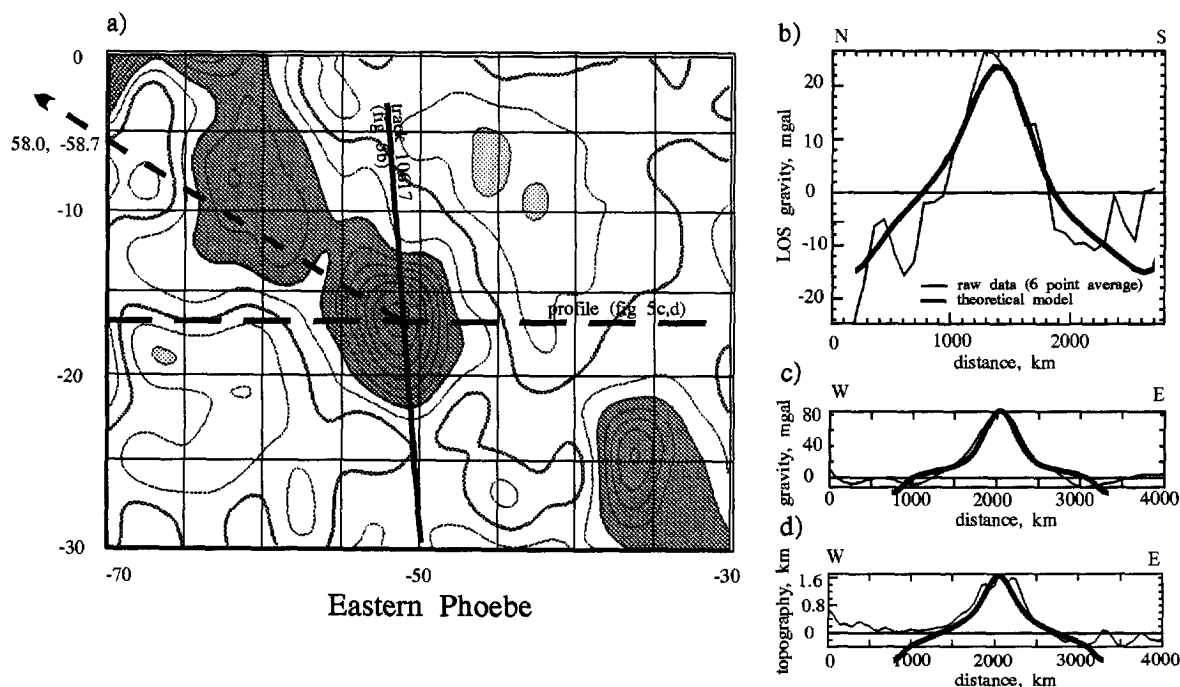 a)
0
58.0, -58.7
-10
-20
-30
track 10617
(fig 8b)
profile (fig 5c,d)
-70
-50
-30
Eastern Phoebe
b)
N
S
LOS gravity, mgal
20
10
0
-10
-20
raw data (6 point average)
theoretical model
0
1000
2000
distance, km
c)
W
E
gravity, mgal
80
40
0
0
1000
2000
3000
4000
distance, km
d)
W
E
topography, km
1.6
0.8
0
0
1000
2000
3000
4000
distance, km